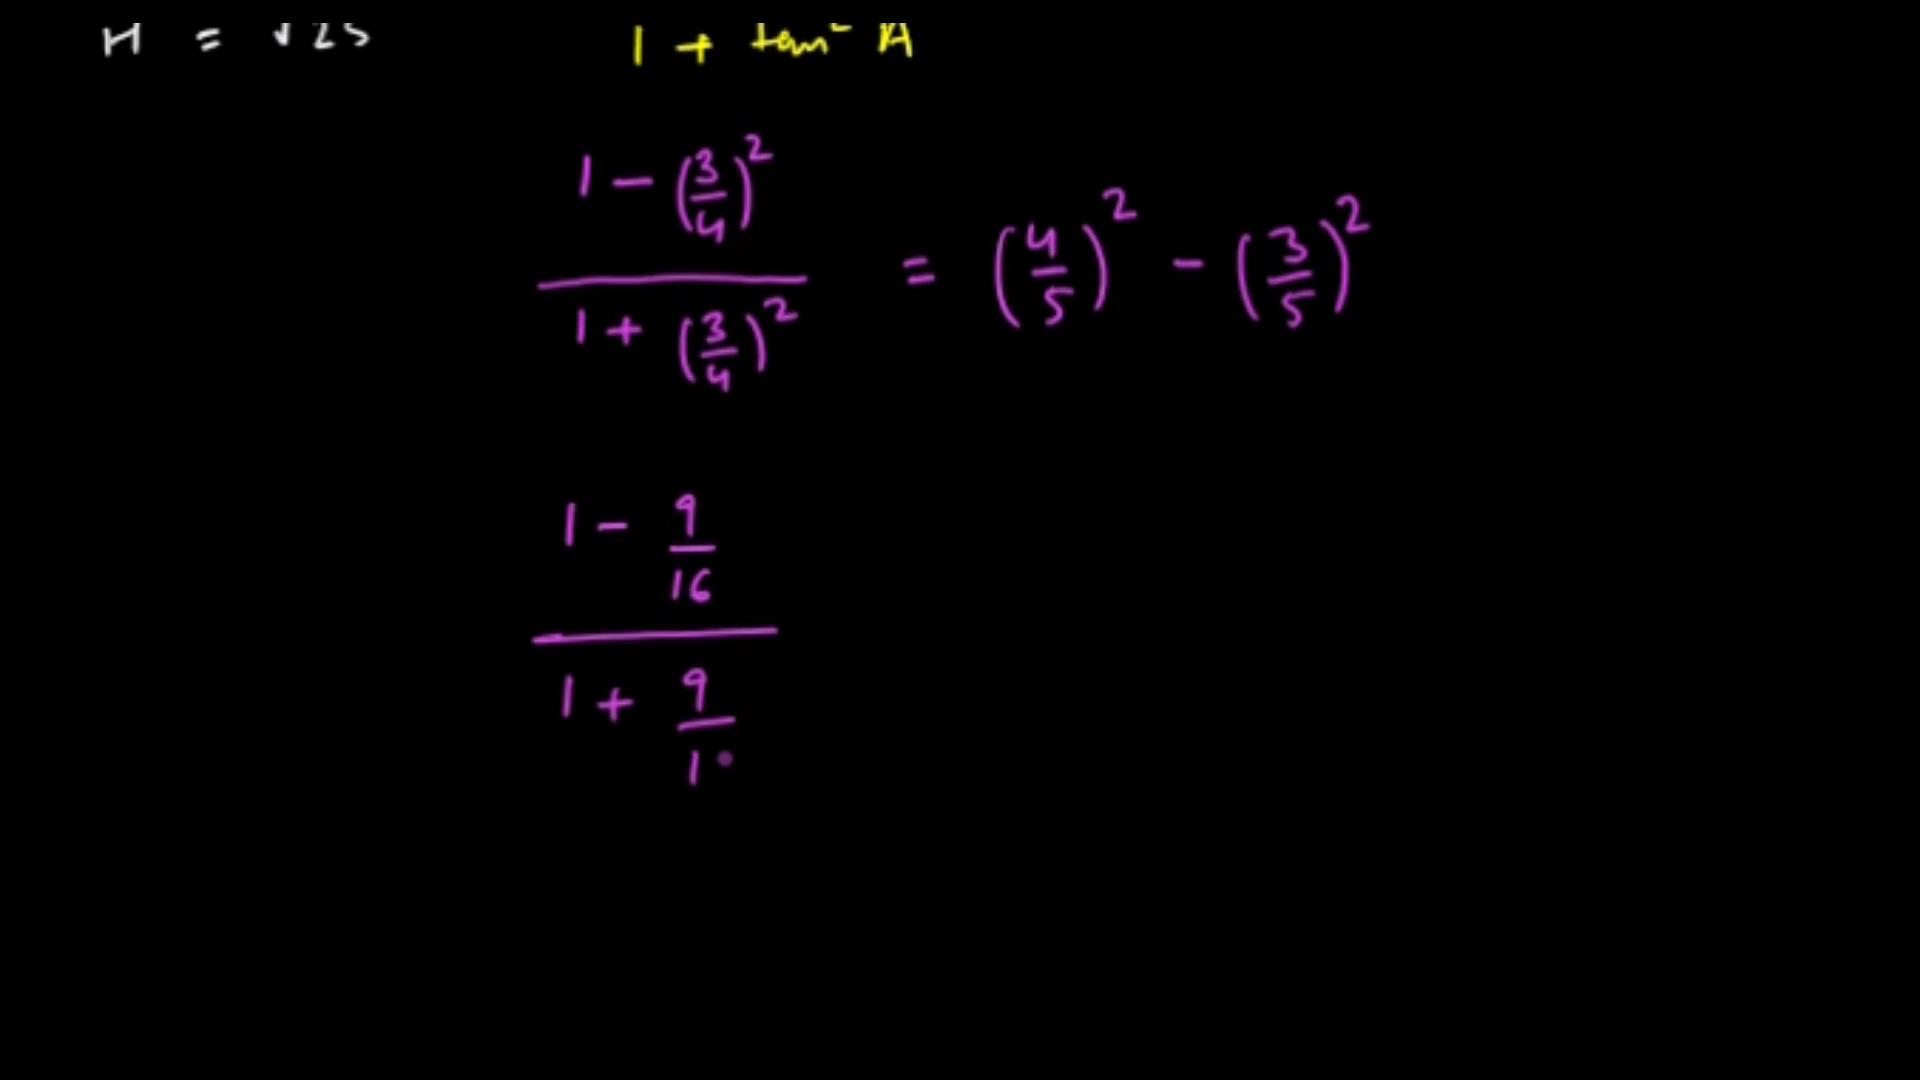 H = √25
1 + tan² A
1 - (3/4)²
= (4/5)² - (3/5)²
1 + (3/4)²
1 - 9/16
1 + 9/1